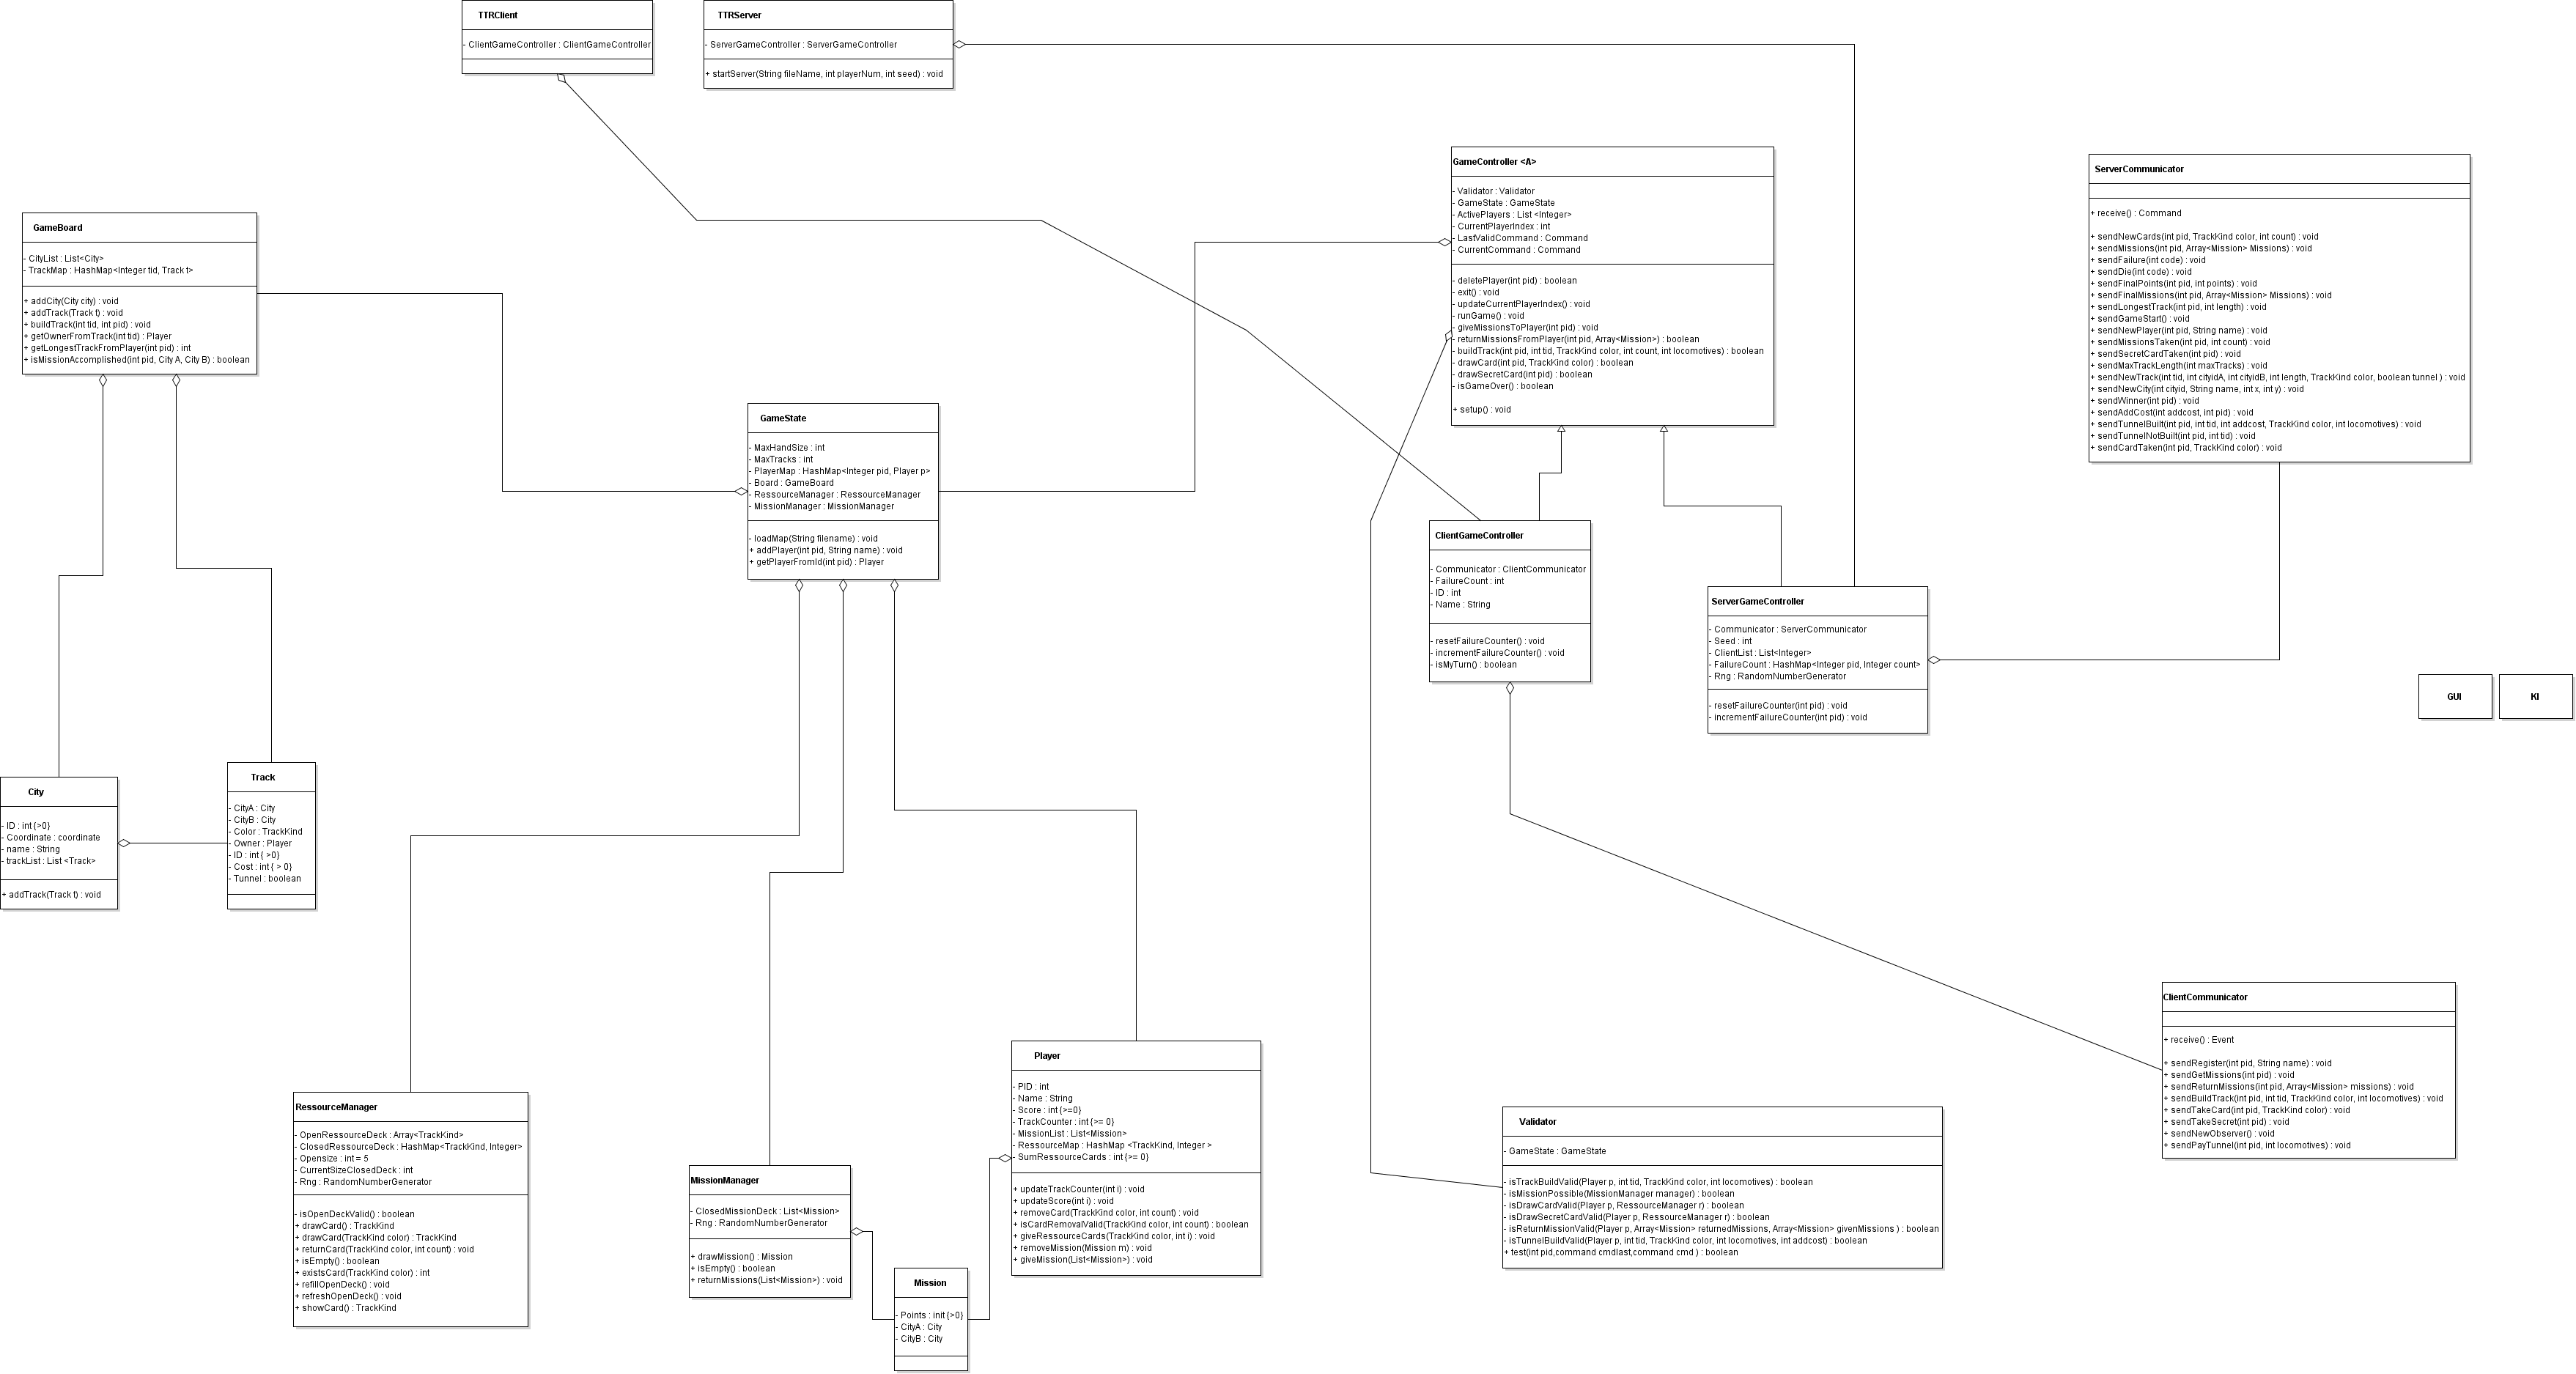 TTRClient
- ClientGameController : ClientGameController
TTRServer
- ServerGameController : ServerGameController
+ startServer(String fileName, int playerNum, int seed) : void
GameController <A>
- Validator : Validator
- GameState : GameState
- ActivePlayers : List <Integer>
- CurrentPlayerIndex : int
- LastValidCommand : Command
- CurrentCommand : Command
- deletePlayer(int pid) : boolean
- exit() : void
- updateCurrentPlayerIndex() : void
- runGame() : void
- giveMissionsToPlayer(int pid) : void
- returnMissionsFromPlayer(int pid, Array<Mission>) : boolean
- buildTrack(int pid, int tid, TrackKind color, int count, int locomotives) : boolean
- drawCard(int pid, TrackKind color) : boolean
- drawSecretCard(int pid) : boolean
- isGameOver() : boolean
+ setup() : void
ServerCommunicator
+ receive() : Command
+ sendNewCards(int pid, TrackKind color, int count) : void
+ sendMissions(int pid, Array<Mission> Missions) : void
+ sendFailure(int code) : void
+ sendDie(int code) : void
+ sendFinalPoints(int pid, int points) : void
+ sendFinalMissions(int pid, Array<Mission> Missions) : void
+ sendLongestTrack(int pid, int length) : void
+ sendGameStart() : void
+ sendNewPlayer(int pid, String name) : void
+ sendMissionsTaken(int pid, int count) : void
+ sendSecretCardTaken(int pid) : void
+ sendMaxTrackLength(int maxTracks) : void
+ sendNewTrack(int tid, int cityidA, int cityidB, int length, TrackKind color, boolean tunnel ) : void
+ sendNewCity(int cityid, String name, int x, int y) : void
+ sendWinner(int pid) : void
+ sendAddCost(int addcost, int pid) : void
+ sendTunnelBuilt(int pid, int tid, int addcost, TrackKind color, int locomotives) : void
+ sendTunnelNotBuilt(int pid, int tid) : void
+ sendCardTaken(int pid, TrackKind color) : void
GameBoard
- CityList : List<City>
- TrackMap : HashMap<Integer tid, Track t>
+ addCity(City city) : void
+ addTrack(Track t) : void
+ buildTrack(int tid, int pid) : void
+ getOwnerFromTrack(int tid) : Player
+ getLongestTrackFromPlayer(int pid) : int
+ isMissionAccomplished(int pid, City A, City B) : boolean
GameState
- MaxHandSize : int
- MaxTracks : int
- PlayerMap : HashMap<Integer pid, Player p>
- Board : GameBoard
- RessourceManager : RessourceManager
- MissionManager : MissionManager
- loadMap(String filename) : void
+ addPlayer(int pid, String name) : void
+ getPlayerFromId(int pid) : Player
ClientGameController
- Communicator : ClientCommunicator
- FailureCount : int
- ID : int
- Name : String
- resetFailureCounter() : void
- incrementFailureCounter() : void
- isMyTurn() : boolean
ServerGameController
- Communicator : ServerCommunicator
- Seed : int
- ClientList : List<Integer>
- FailureCount : HashMap<Integer pid, Integer count>
- Rng : RandomNumberGenerator
- resetFailureCounter(int pid) : void
- incrementFailureCounter(int pid) : void
GUI
KI
City
- ID : int {>0}
- Coordinate : coordinate
- name : String
- trackList : List <Track>
+ addTrack(Track t) : void
Track
- CityA : City
- CityB : City
- Color : TrackKind
- Owner : Player
- ID : int { >0}
- Cost : int { > 0}
- Tunnel : boolean
RessourceManager
- OpenRessourceDeck : Array<TrackKind>
- ClosedRessourceDeck : HashMap<TrackKind, Integer>
- Opensize : int = 5
- CurrentSizeClosedDeck : int
- Rng : RandomNumberGenerator
- isOpenDeckValid() : boolean
+ drawCard() : TrackKind
+ drawCard(TrackKind color) : TrackKind
+ returnCard(TrackKind color, int count) : void
+ isEmpty() : boolean
+ existsCard(TrackKind color) : int
+ refillOpenDeck() : void
+ refreshOpenDeck() : void
+ showCard() : TrackKind
MissionManager
- ClosedMissionDeck : List<Mission>
- Rng : RandomNumberGenerator
+ drawMission() : Mission
+ isEmpty() : boolean
+ returnMissions(List<Mission>) : void
Mission
- Points : init {>0}
- CityA : City
- CityB : City
Player
- PID : int
- Name : String
- Score : int {>=0}
- TrackCounter : int {>= 0}
- MissionList : List<Mission>
- RessourceMap : HashMap <TrackKind, Integer >
- SumRessourceCards : int {>= 0}
+ updateTrackCounter(int i) : void
+ updateScore(int i) : void
+ removeCard(TrackKind color, int count) : void
+ isCardRemovalValid(TrackKind color, int count) : boolean
+ giveRessourceCards(TrackKind color, int i) : void
+ removeMission(Mission m) : void
+ giveMission(List<Mission>) : void
Validator
- GameState : GameState
- isTrackBuildValid(Player p, int tid, TrackKind color, int locomotives) : boolean
- isMissionPossible(MissionManager manager) : boolean
- isDrawCardValid(Player p, RessourceManager r) : boolean
- isDrawSecretCardValid(Player p, RessourceManager r) : boolean
- isReturnMissionValid(Player p, Array<Mission> returnedMissions, Array<Mission> givenMissions ) : boolean
- isTunnelBuildValid(Player p, int tid, TrackKind color, int locomotives, int addcost) : boolean
+ test(int pid,command cmdlast,command cmd ) : boolean
ClientCommunicator
+ receive() : Event
+ sendRegister(int pid, String name) : void
+ sendGetMissions(int pid) : void
+ sendReturnMissions(int pid, Array<Mission> missions) : void
+ sendBuildTrack(int pid, int tid, TrackKind color, int locomotives) : void
+ sendTakeCard(int pid, TrackKind color) : void
+ sendTakeSecret(int pid) : void
+ sendNewObserver() : void
+ sendPayTunnel(int pid, int locomotives) : void